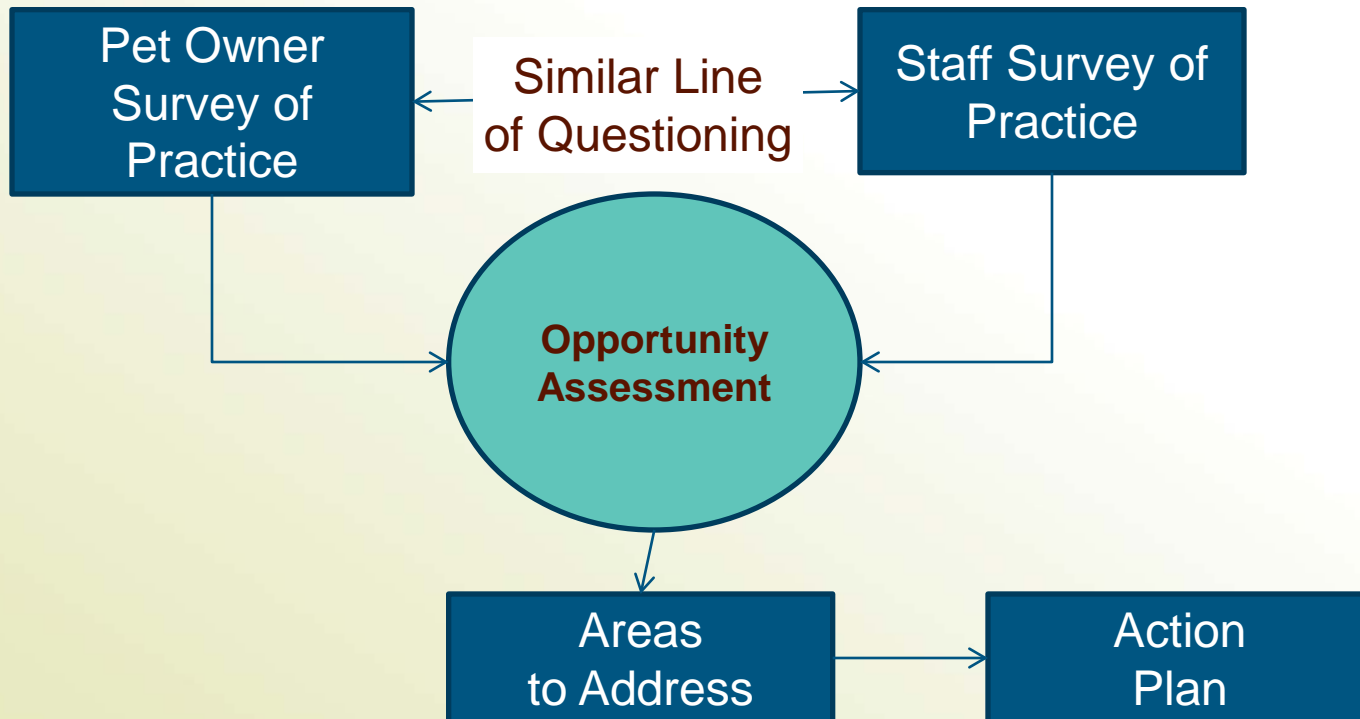 Pet Owner
Survey of
Practice
Similar Line
of Questioning
Staff Survey of
Practice
Opportunity
Assessment
Areas
to Address
Action
Plan